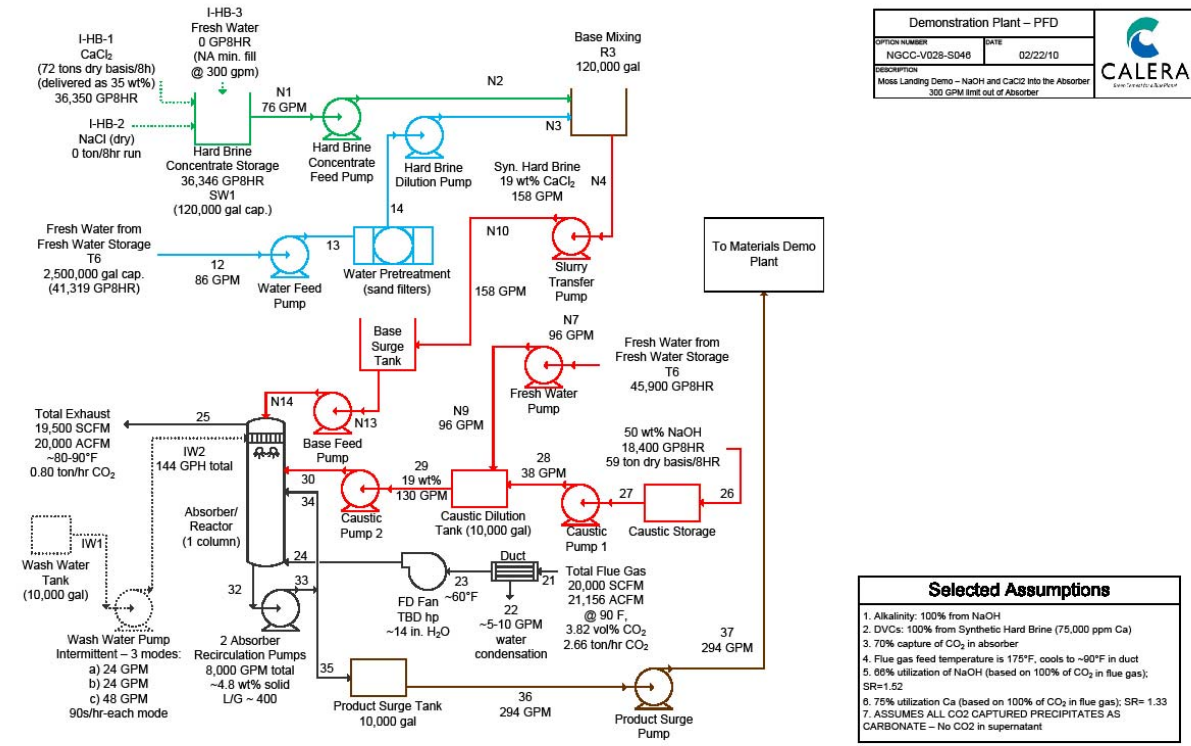 I-HB-3
Fresh Water
0 GP8HR
(NA min. fill
@ 300 gpm)
I-HB-1
CaCl₂
(72 tons dry basis/8h)
(delivered as 35 wt%)
36,350 GP8HR
I-HB-2
NaCl (dry)
0 ton/8hr run
Hard Brine
Concentrate Storage
36,346 GP8HR
SW1
(120,000 gal cap.)
N1
76 GPM
Hard Brine
Concentrate
Feed Pump
N2
N3
Hard Brine
Dilution Pump
Base Mixing
R3
120,000 gal
Syn. Hard Brine
19 wt% CaCl₂
158 GPM
N4
Demonstration Plant – PFD
OPTION NUMBER
NGCC-V028-S046
DATE
02/22/10
DESCRIPTION
Moss Landing Demo – NaOH and CaCl2 Into the Absorber
300 GPM limit out of Absorber
CALERA
Fresh Water from
Fresh Water Storage
T6
2,500,000 gal cap.
(41,319 GP8HR)
12
86 GPM
Water Feed
Pump
13
14
Water Pretreatment
(sand filters)
N10
158 GPM
Slurry
Transfer
Pump
To Materials Demo
Plant
Base
Surge
Tank
N7
96 GPM
Fresh Water
Pump
Fresh Water from
Fresh Water Storage
T6
45,900 GP8HR
N9
96 GPM
N14
N13
Base Feed
Pump
Total Exhaust
19,500 SCFM
20,000 ACFM
~80-90°F
0.80 ton/hr CO₂
25
IW2
144 GPH total
Absorber/
Reactor
(1 column)
30
34
29
19 wt%
130 GPM
Caustic
Pump 2
28
38 GPM
Caustic Dilution
Tank (10,000 gal)
Caustic
Pump 1
27
26
Caustic Storage
50 wt% NaOH
18,400 GP8HR
59 ton dry basis/8HR
IW1
Wash Water
Tank
(10,000 gal)
Wash Water Pump
Intermittent – 3 modes:
a) 24 GPM
b) 24 GPM
c) 48 GPM
90s/hr-each mode
24
32
33
2 Absorber
Recirculation Pumps
8,000 GPM total
~4.8 wt% solid
L/G ~ 400
FD Fan
TBD hp
~14 in. H₂O
23
~60°F
Duct
21
22
~5-10 GPM
water
condensation
Total Flue Gas
20,000 SCFM
21,156 ACFM
@ 90 F,
3.82 vol% CO₂
2.66 ton/hr CO₂
35
Product Surge Tank
10,000 gal
36
294 GPM
Product Surge
Pump
37
294 GPM
Selected Assumptions
1. Alkalinity: 100% from NaOH
2. DVCs: 100% from Synthetic Hard Brine (75,000 ppm Ca)
3. 70% capture of CO₂ in absorber
4. Flue gas feed temperature is 175°F, cools to ~90°F in duct
5. 66% utilization of NaOH (based on 100% of CO₂ in flue gas);
SR=1.52
6. 75% utilization Ca (based on 100% of CO₂ in flue gas); SR= 1.33
7. ASSUMES ALL CO2 CAPTURED PRECIPITATES AS
CARBONATE – No CO2 in supernatant